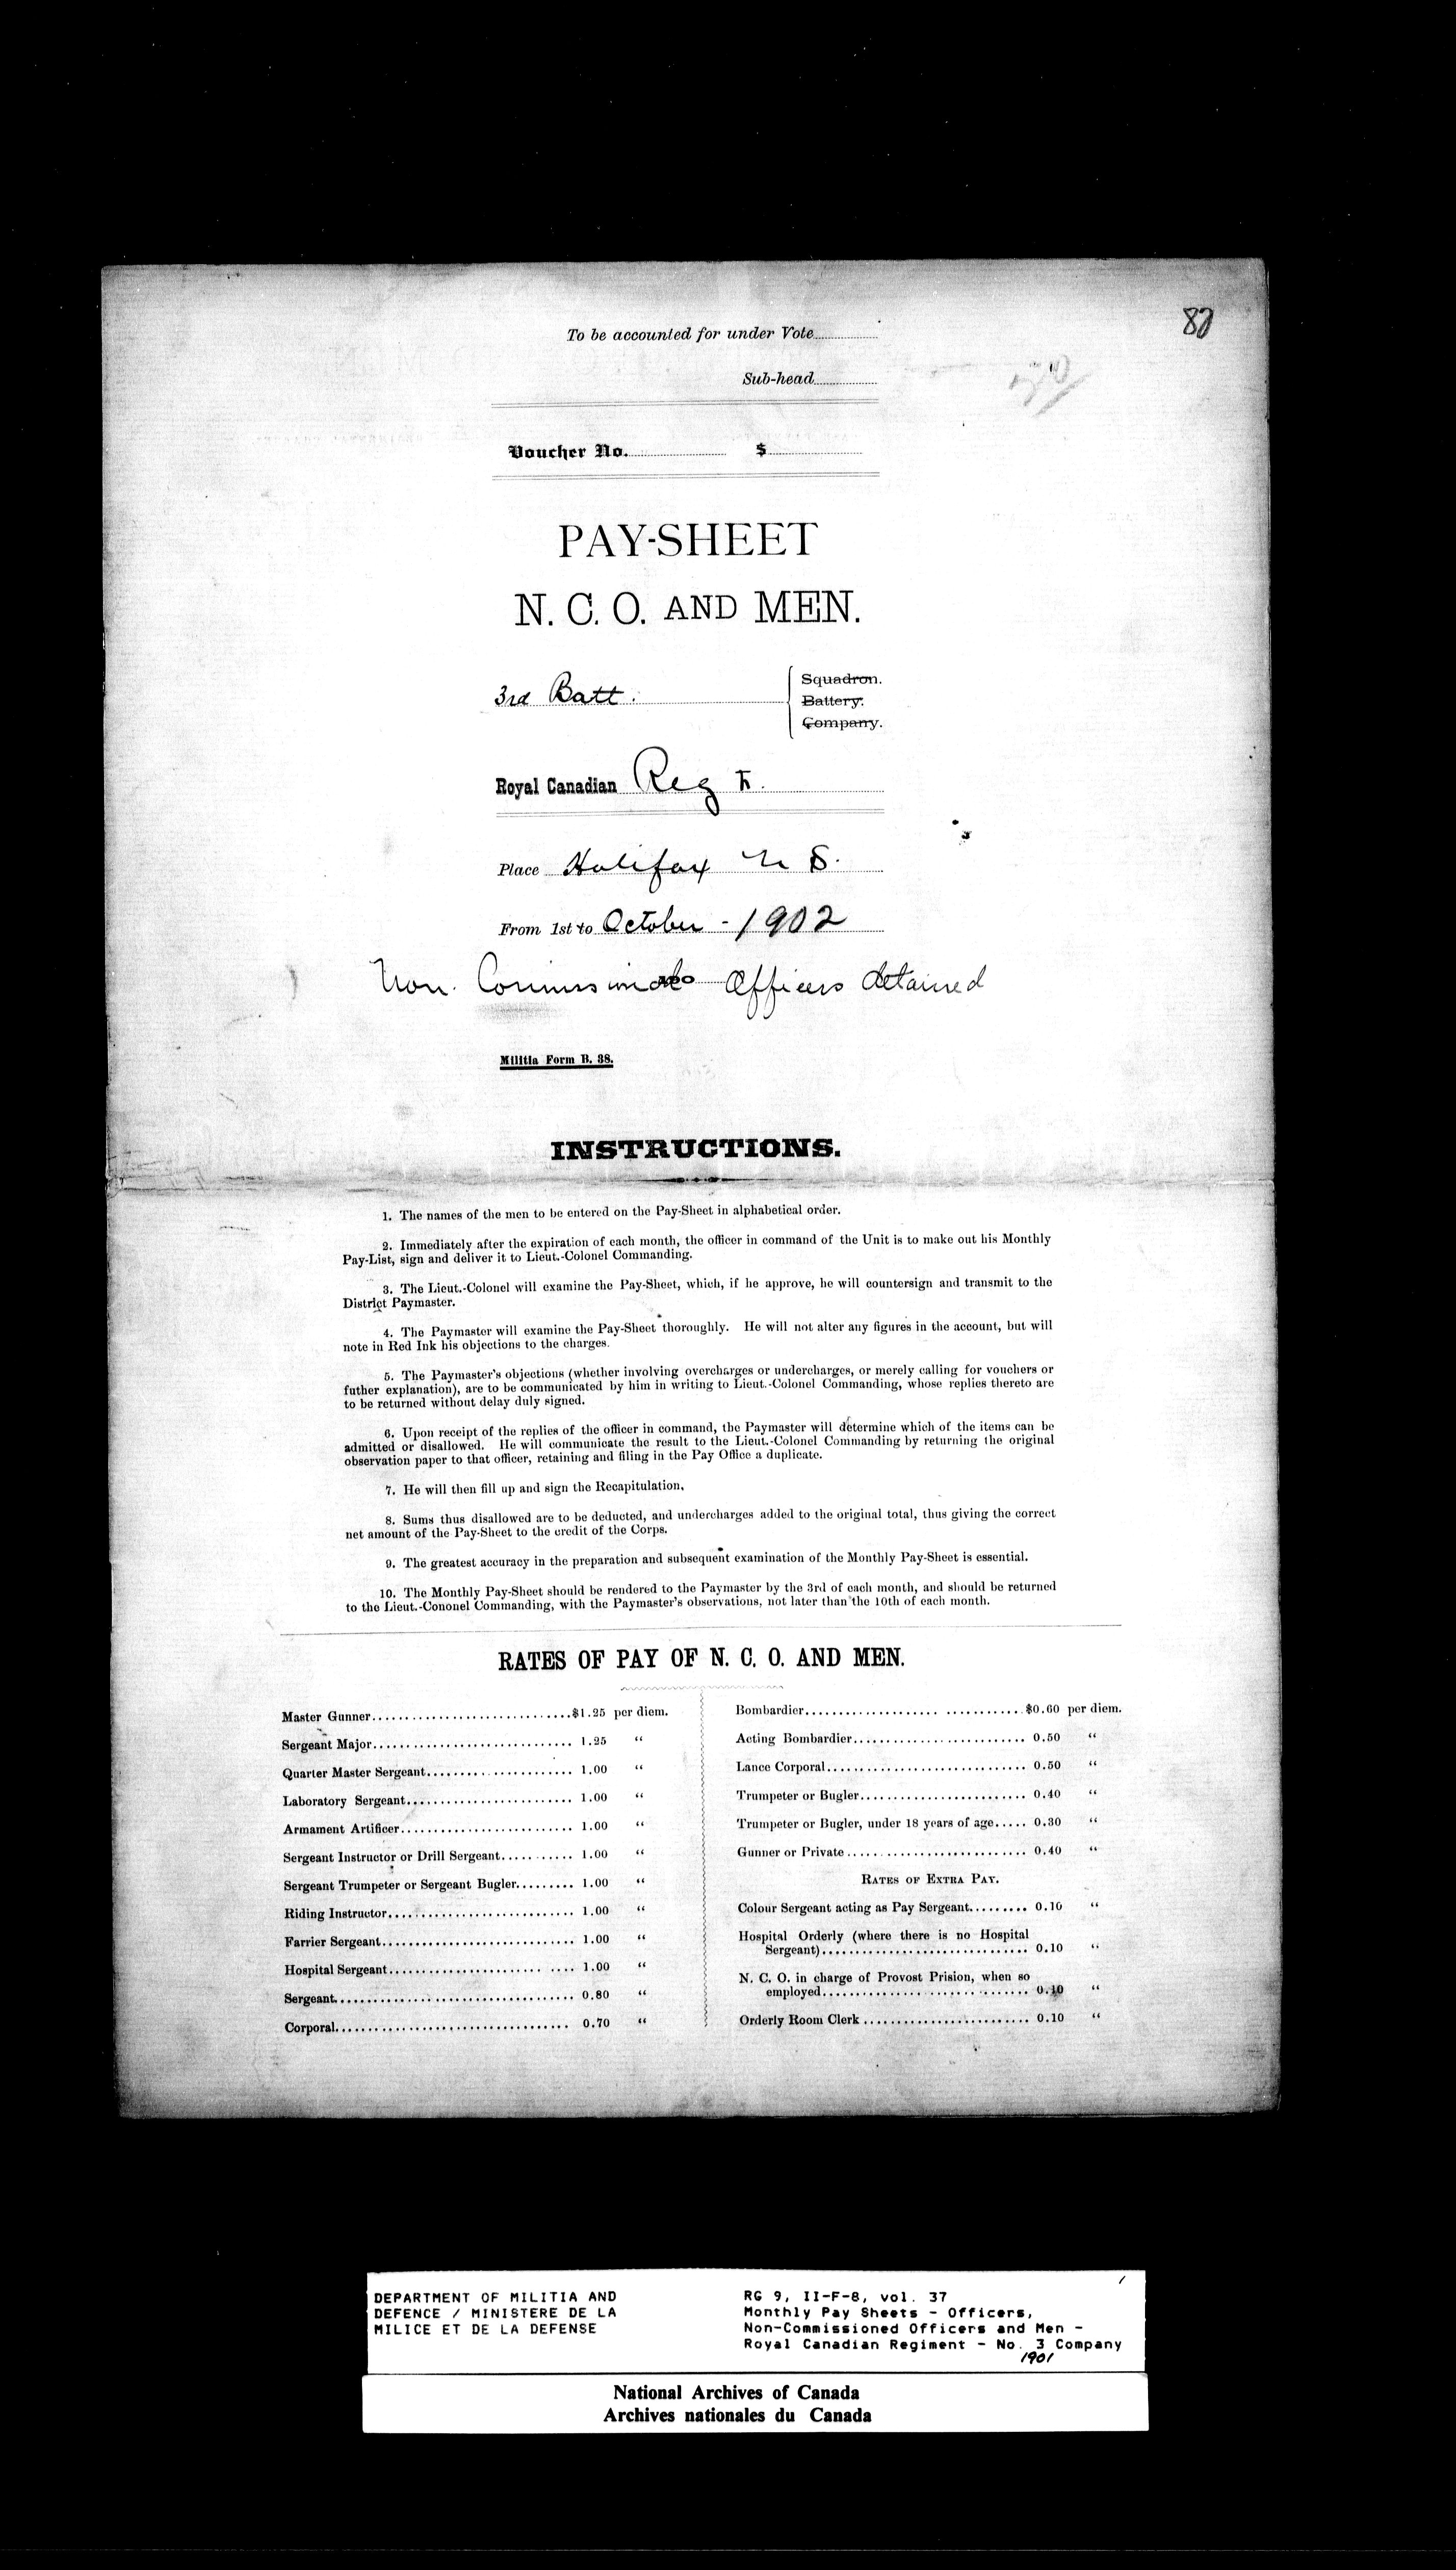 To be accounted for under Vote
Sub-head
Voucher No. $
PAY-SHEET
N. C. O. AND MEN.
3rd Batt.
Squadron.
Battery.
Company.
Royal Canadian Reg t.
Place Halifax N S.
From 1st to October - 1902
Non. Officers detained
Militia Form B. 38.
INSTRUCTIONS.
1. The names of the men to be entered on the Pay-Sheet in alphabetical order.
2. Immediately after the expiration of each month, the officer in command of the Unit is to make out his Monthly
Pay-List, sign and deliver it to Lieut.-Colonel Commanding.
3. The Lieut.-Colonel will examine the Pay-Sheet, which, if he approve, he will countersign and transmit to the
District Paymaster.
4. The Paymaster will examine the Pay-Sheet thoroughly. He will not alter any figures in the account, but will
note in Red Ink his objections to the charges.
5. The Paymaster's objections (whether involving overcharges or undercharges, or merely calling for vouchers or
futher explanation), are to be communicated by him in writing to Lieut.-Colonel Commanding, whose replies thereto are
to be returned without delay duly signed.
6. Upon receipt of the replies of the officer in command, the Paymaster will determine which of the items can be
admitted or disallowed. He will communicate the result to the Lieut.-Colonel Commanding by returning the original
observation paper to that officer, retaining and filing in the Pay Office a duplicate.
7. He will then fill up and sign the Recapitulation.
8. Sums thus disallowed are to be deducted, and undercharges added to the original total, thus giving the correct
net amount of the Pay-Sheet to the credit of the Corps.
9. The greatest accuracy in the preparation and subsequent examination of the Monthly Pay-Sheet is essential.
10. The Monthly Pay-Sheet should be rendered to the Paymaster by the 3rd of each month, and should be returned
to the Lieut.-Cononel Commanding, with the Paymaster's observations, not later than the 10th of each month.
RATES OF PAY OF N. C. O. AND MEN.
Master Gunner $1.25 per diem.
Sergeant Major 1.25 "
Quarter Master Sergeant 1.00 "
Laboratory Sergeant 1.00 "
Armament Artificer 1.00 "
Sergeant Instructor or Drill Sergeant 1.00 "
Sergeant Trumpeter or Sergeant Bugler 1.00 "
Riding Instructor 1.00 "
Farrier Sergeant 1.00 "
Hospital Sergeant 1.00 "
Sergeant 0.80 "
Corporal 0.70 "
Bombardier $0.60 per diem.
Acting Bombardier 0.50 "
Lance Corporal 0.50 "
Trumpeter or Bugler 0.40 "
Trumpeter or Bugler, under 18 years of age 0.30 "
Gunner or Private 0.40 "
RATES OF EXTRA PAY.
Colour Sergeant acting as Pay Sergeant 0.10 "
Hospital Orderly (where there is no Hospital
Sergeant) 0.10 "
N. C. O. in charge of Provost Prision, when so
employed 0.10 "
Orderly Room Clerk 0.10 "
DEPARTMENT OF MILITIA AND
DEFENCE / MINISTERE DE LA
MILICE ET DE LA DEFENSE
RG 9, II-F-8, vol. 37
Monthly Pay Sheets - Officers,
Non-Commissioned Officers and Men -
Royal Canadian Regiment - No. 3 Company
1901
National Archives of Canada
Archives nationales du Canada